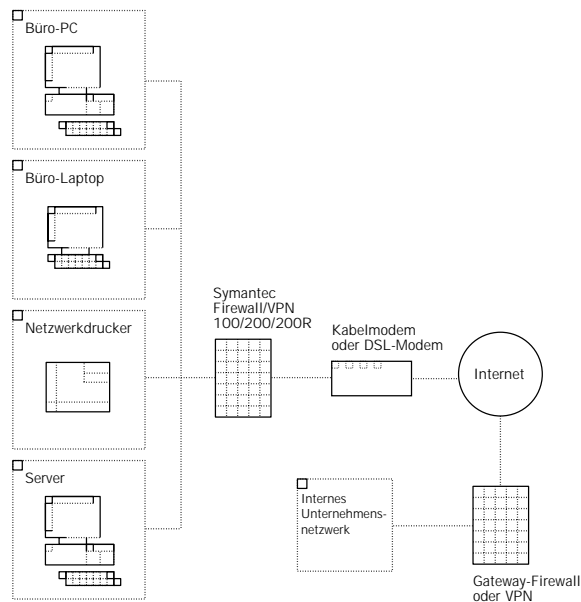 Büro-PC
Büro-Laptop
Netzwerkdrucker
Server
Symantec
Firewall/VPN
100/200/200R
Kabelmodem
oder DSL-Modem
Internet
Internes
Unternehmens-
netzwerk
Gateway-Firewall
oder VPN